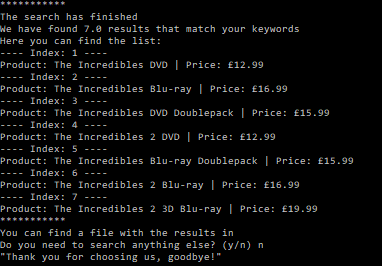 ***********
The search has finished
We have found 7.0 results that match your keywords
Here you can find the list:
---- Index: 1 ----
Product: The Incredibles DVD | Price: £12.99
---- Index: 2 ----
Product: The Incredibles Blu-ray | Price: £16.99
---- Index: 3 ----
Product: The Incredibles DVD Doublepack | Price: £15.99
---- Index: 4 ----
Product: The Incredibles 2 DVD | Price: £12.99
---- Index: 5 ----
Product: The Incredibles Blu-ray Doublepack | Price: £15.99
---- Index: 6 ----
Product: The Incredibles 2 Blu-ray | Price: £16.99
---- Index: 7 ----
Product: The Incredibles 2 3D Blu-ray | Price: £19.99
***********
You can find a file with the results in
Do you need to search anything else? (y/n) n
"Thank you for choosing us, goodbye!"